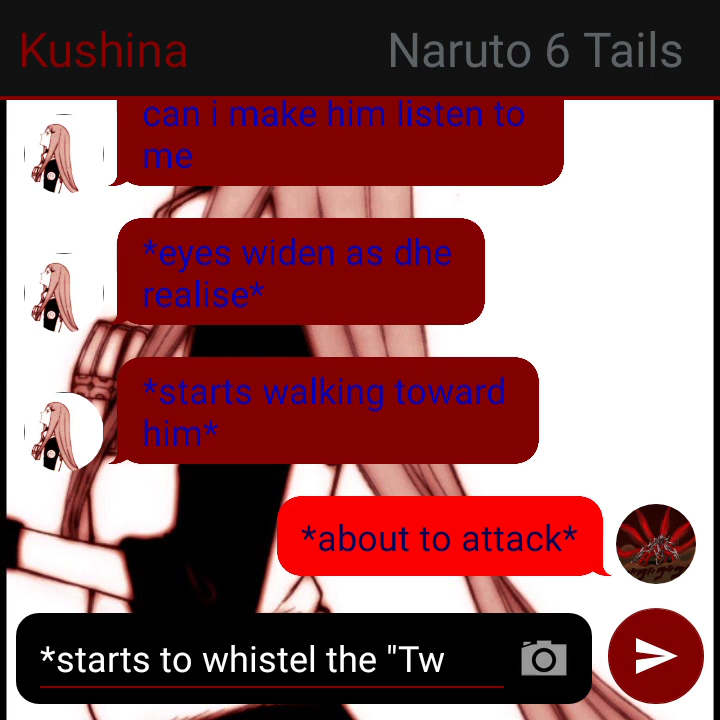 Kushina Naruto 6 Tails
can i make him listen to
me
*eyes widen as dhe
realise*
*starts walking toward
him*
*about to attack*
*starts to whistel the "Tw